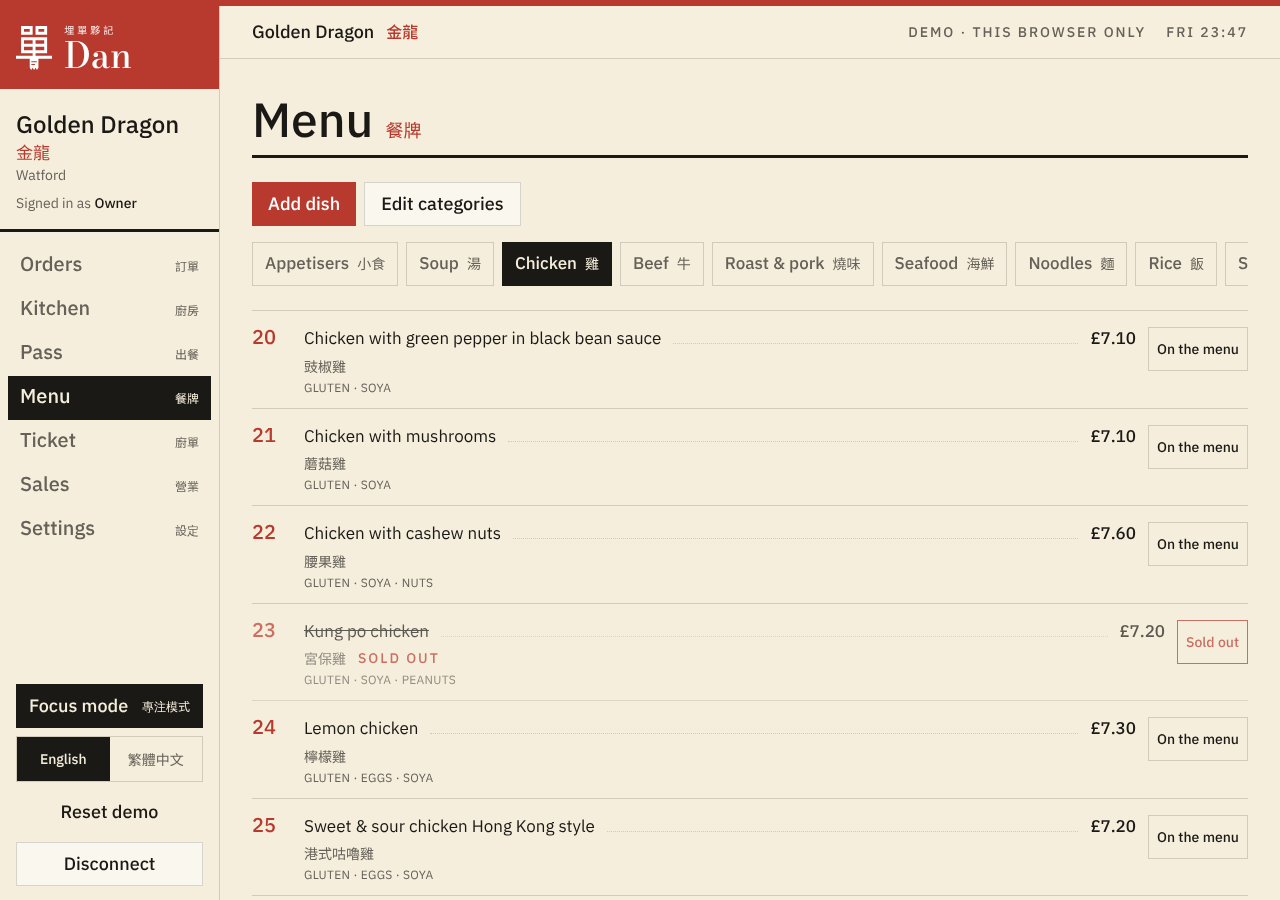 單
埋單夥記
Dan
Golden Dragon
金龍
Watford
Signed in as Owner
Orders 訂單
Kitchen 廚房
Pass 出餐
Menu 餐牌
Ticket 廚單
Sales 營業
Settings 設定
Focus mode 專注模式
English 繁體中文
Reset demo
Disconnect
Golden Dragon 金龍
DEMO · THIS BROWSER ONLY FRI 23:47
Menu 餐牌
Add dish Edit categories
Appetisers 小食 Soup 湯 Chicken 雞 Beef 牛 Roast & pork 燒味 Seafood 海鮮 Noodles 麵 Rice 飯 S
20 Chicken with green pepper in black bean sauce £7.10 On the menu
豉椒雞
GLUTEN · SOYA
21 Chicken with mushrooms £7.10 On the menu
蘑菇雞
GLUTEN · SOYA
22 Chicken with cashew nuts £7.60 On the menu
腰果雞
GLUTEN · SOYA · NUTS
23 Kung po chicken £7.20 Sold out
宮保雞 SOLD OUT
GLUTEN · SOYA · PEANUTS
24 Lemon chicken £7.30 On the menu
檸檬雞
GLUTEN · EGGS · SOYA
25 Sweet & sour chicken Hong Kong style £7.20 On the menu
港式咕嚕雞
GLUTEN · EGGS · SOYA